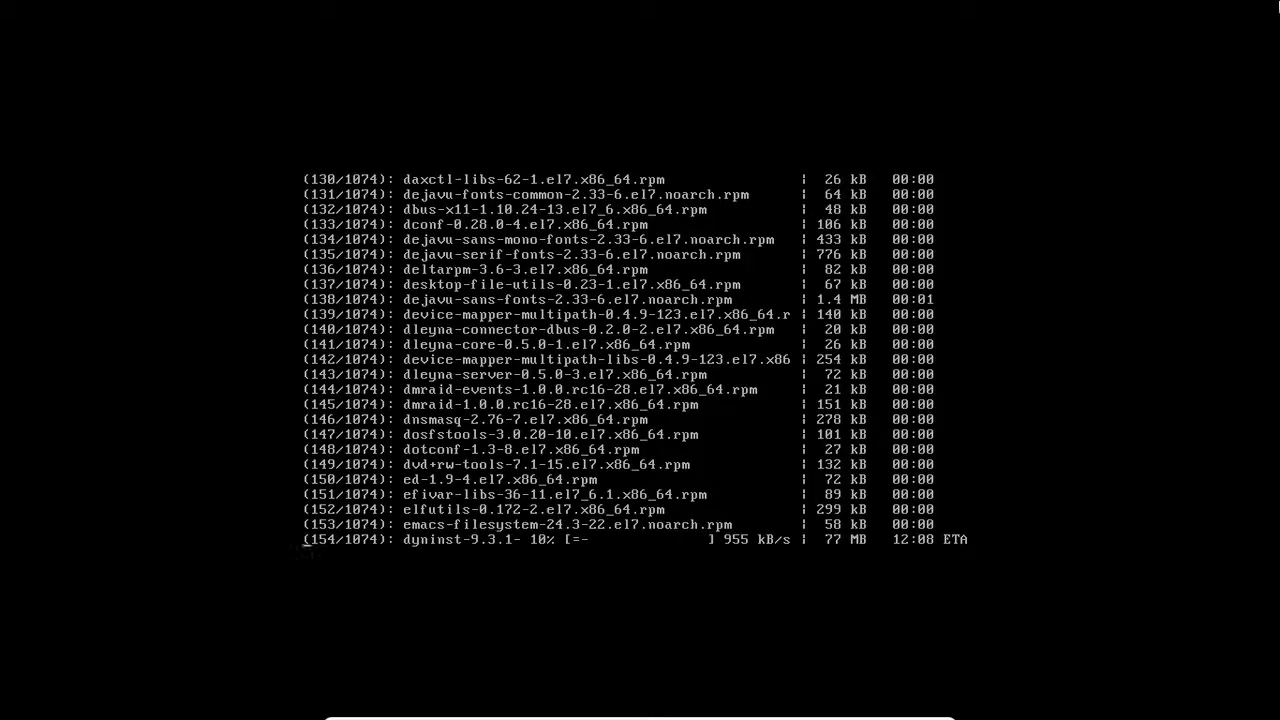 (130/1074): daxctl-libs-62-1.el7.x86_64.rpm | 26 kB 00:00
(131/1074): dejavu-fonts-common-2.33-6.el7.noarch.rpm | 64 kB 00:00
(132/1074): dbus-x11-1.10.24-13.el7_6.x86_64.rpm | 48 kB 00:00
(133/1074): dconf-0.28.0-4.el7.x86_64.rpm | 106 kB 00:00
(134/1074): dejavu-sans-mono-fonts-2.33-6.el7.noarch.rpm | 433 kB 00:00
(135/1074): dejavu-serif-fonts-2.33-6.el7.noarch.rpm | 776 kB 00:00
(136/1074): deltarpm-3.6-3.el7.x86_64.rpm | 82 kB 00:00
(137/1074): desktop-file-utils-0.23-1.el7.x86_64.rpm | 67 kB 00:00
(138/1074): dejavu-sans-fonts-2.33-6.el7.noarch.rpm | 1.4 MB 00:01
(139/1074): device-mapper-multipath-0.4.9-123.el7.x86_64.r | 140 kB 00:00
(140/1074): dleyna-connector-dbus-0.2.0-2.el7.x86_64.rpm | 20 kB 00:00
(141/1074): dleyna-core-0.5.0-1.el7.x86_64.rpm | 26 kB 00:00
(142/1074): device-mapper-multipath-libs-0.4.9-123.el7.x86 | 254 kB 00:00
(143/1074): dleyna-server-0.5.0-3.el7.x86_64.rpm | 72 kB 00:00
(144/1074): dmraid-events-1.0.0.rc16-28.el7.x86_64.rpm | 21 kB 00:00
(145/1074): dmraid-1.0.0.rc16-28.el7.x86_64.rpm | 151 kB 00:00
(146/1074): dnsmasq-2.76-7.el7.x86_64.rpm | 278 kB 00:00
(147/1074): dosfstools-3.0.20-10.el7.x86_64.rpm | 101 kB 00:00
(148/1074): dotconf-1.3-8.el7.x86_64.rpm | 27 kB 00:00
(149/1074): dvd+rw-tools-7.1-15.el7.x86_64.rpm | 132 kB 00:00
(150/1074): ed-1.9-4.el7.x86_64.rpm | 72 kB 00:00
(151/1074): efivar-libs-36-11.el7_6.1.x86_64.rpm | 89 kB 00:00
(152/1074): elfutils-0.172-2.el7.x86_64.rpm | 299 kB 00:00
(153/1074): emacs-filesystem-24.3-22.el7.noarch.rpm | 58 kB 00:00
(154/1074): dyninst-9.3.1- 10% [=- ] 955 kB/s | 77 MB 12:08 ETA